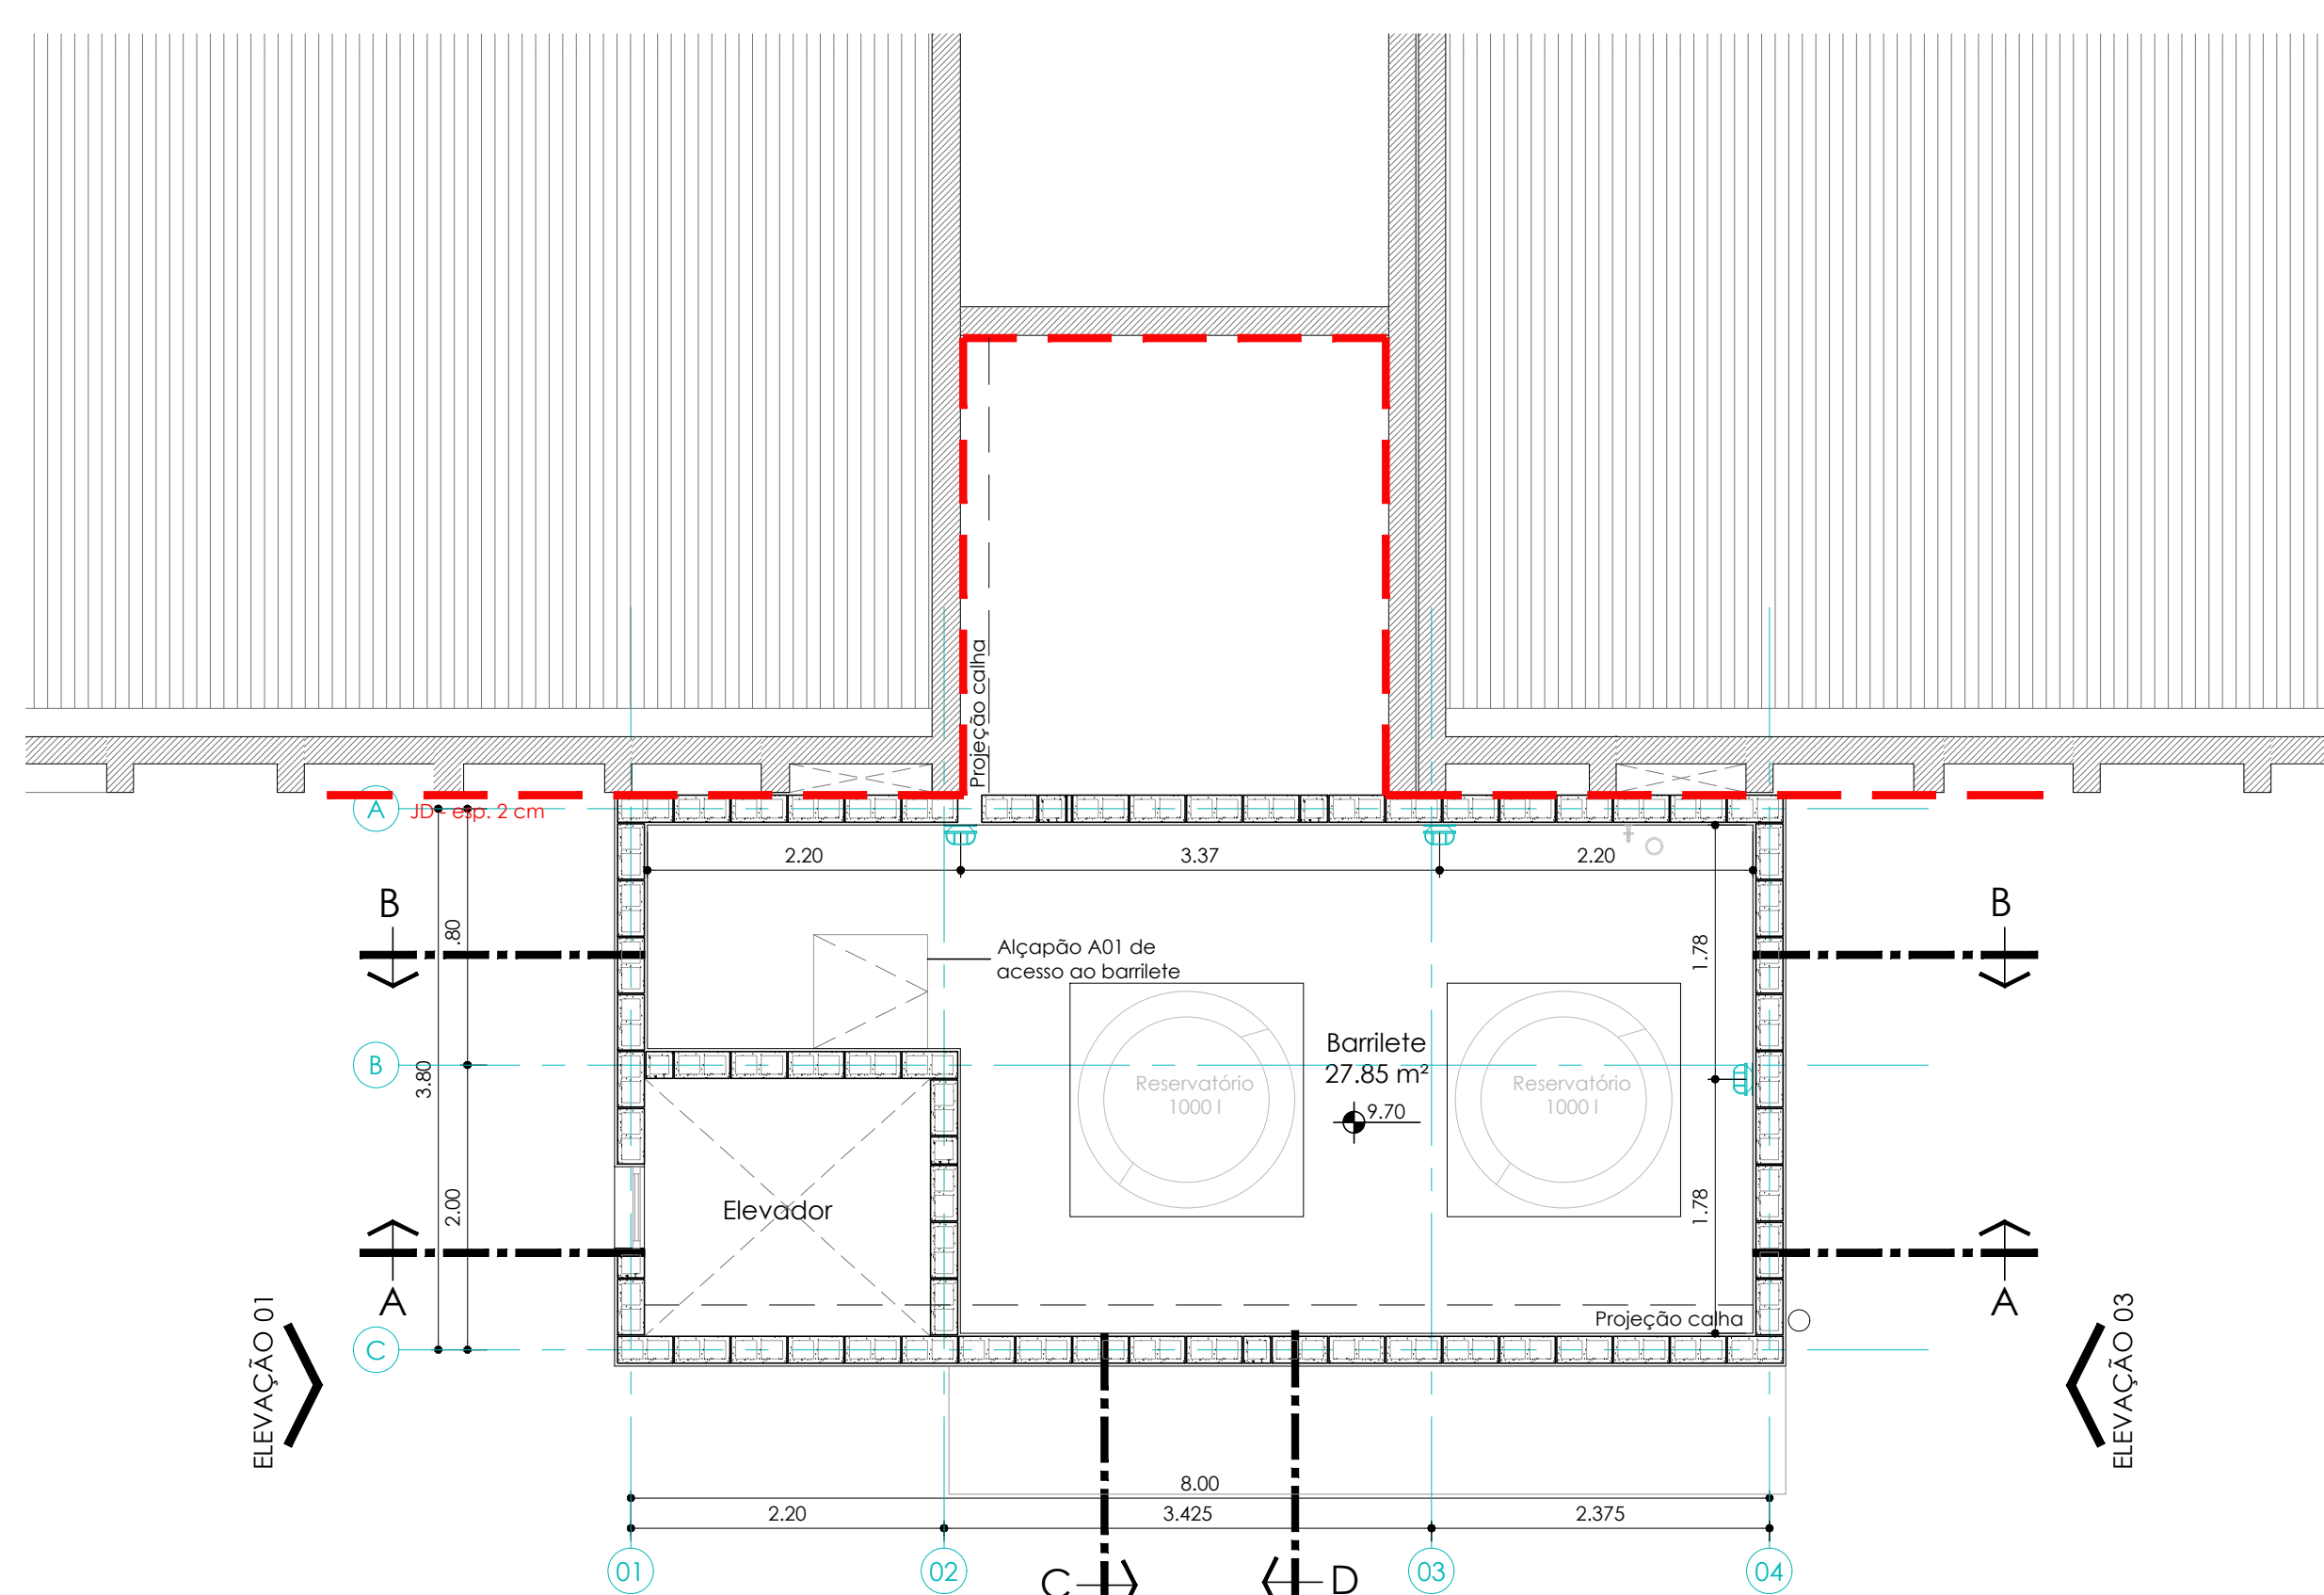 Projeção calha
A
JD - esp. 2 cm
2.20
3.37
2.20
B
B
.80
1.78
Alçapão A01 de
acesso ao barrilete
Barrilete
27.85 m²
B
3.80
Reservatório
1000 l
Reservatório
1000 l
9.70
2.00
Elevador
1.78
A
A
Projeção calha
C
ELEVAÇÃO 01
ELEVAÇÃO 03
8.00
2.20
3.425
2.375
01
02
03
04
C
D